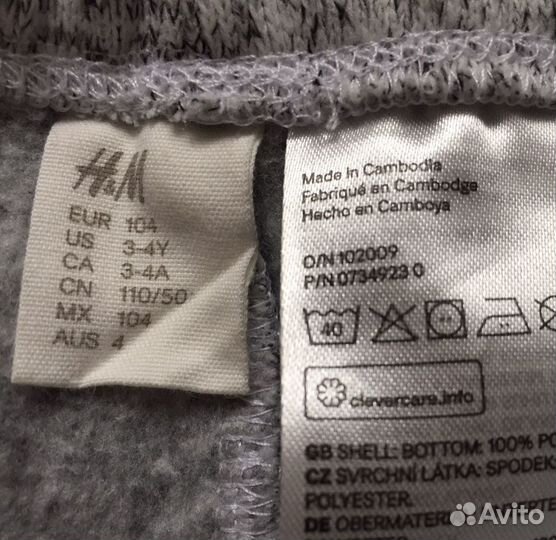 H&M
EUR 104
US 3-4Y
CA 3-4A
CN 110/50
MX 104
AUS 4
Made in Cambodia
Fabriqué en Cambodge
Hecho en Camboya
O/N 102009
P/N 0734923 0
40
clevercare.info
GB SHELL: BOTTOM: 100% PO
CZ SVRCHNÍ LÁTKA: SPODEK:
POLYESTER.
DE OBERMATERI
Avito